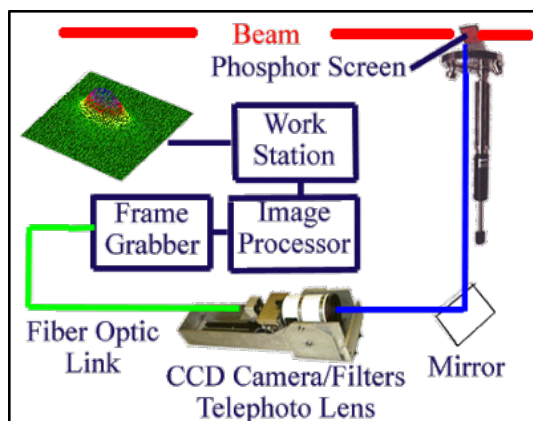 Beam
Phosphor Screen
Work
Station
Frame
Grabber
Image
Processor
Fiber Optic
Link
CCD Camera/Filters
Telephoto Lens
Mirror